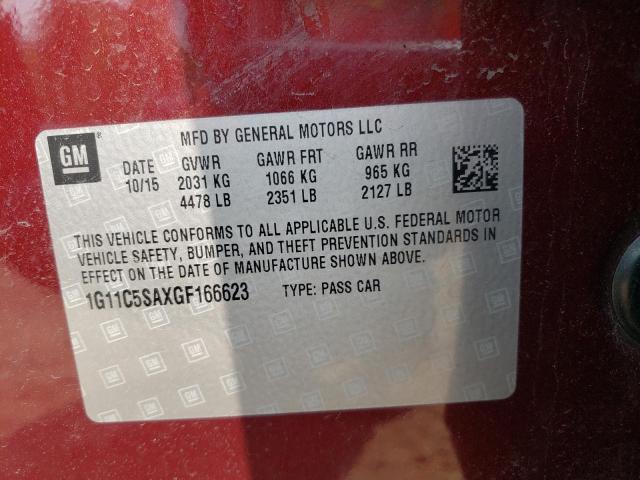 GM ®
MFD BY GENERAL MOTORS LLC
DATE GVWR GAWR FRT GAWR RR
10/15 2031 KG 1066 KG 965 KG
4478 LB 2351 LB 2127 LB
THIS VEHICLE CONFORMS TO ALL APPLICABLE U.S. FEDERAL MOTOR
VEHICLE SAFETY, BUMPER, AND THEFT PREVENTION STANDARDS IN
EFFECT ON THE DATE OF MANUFACTURE SHOWN ABOVE.
1G11C5SAXGF166623 TYPE: PASS CAR